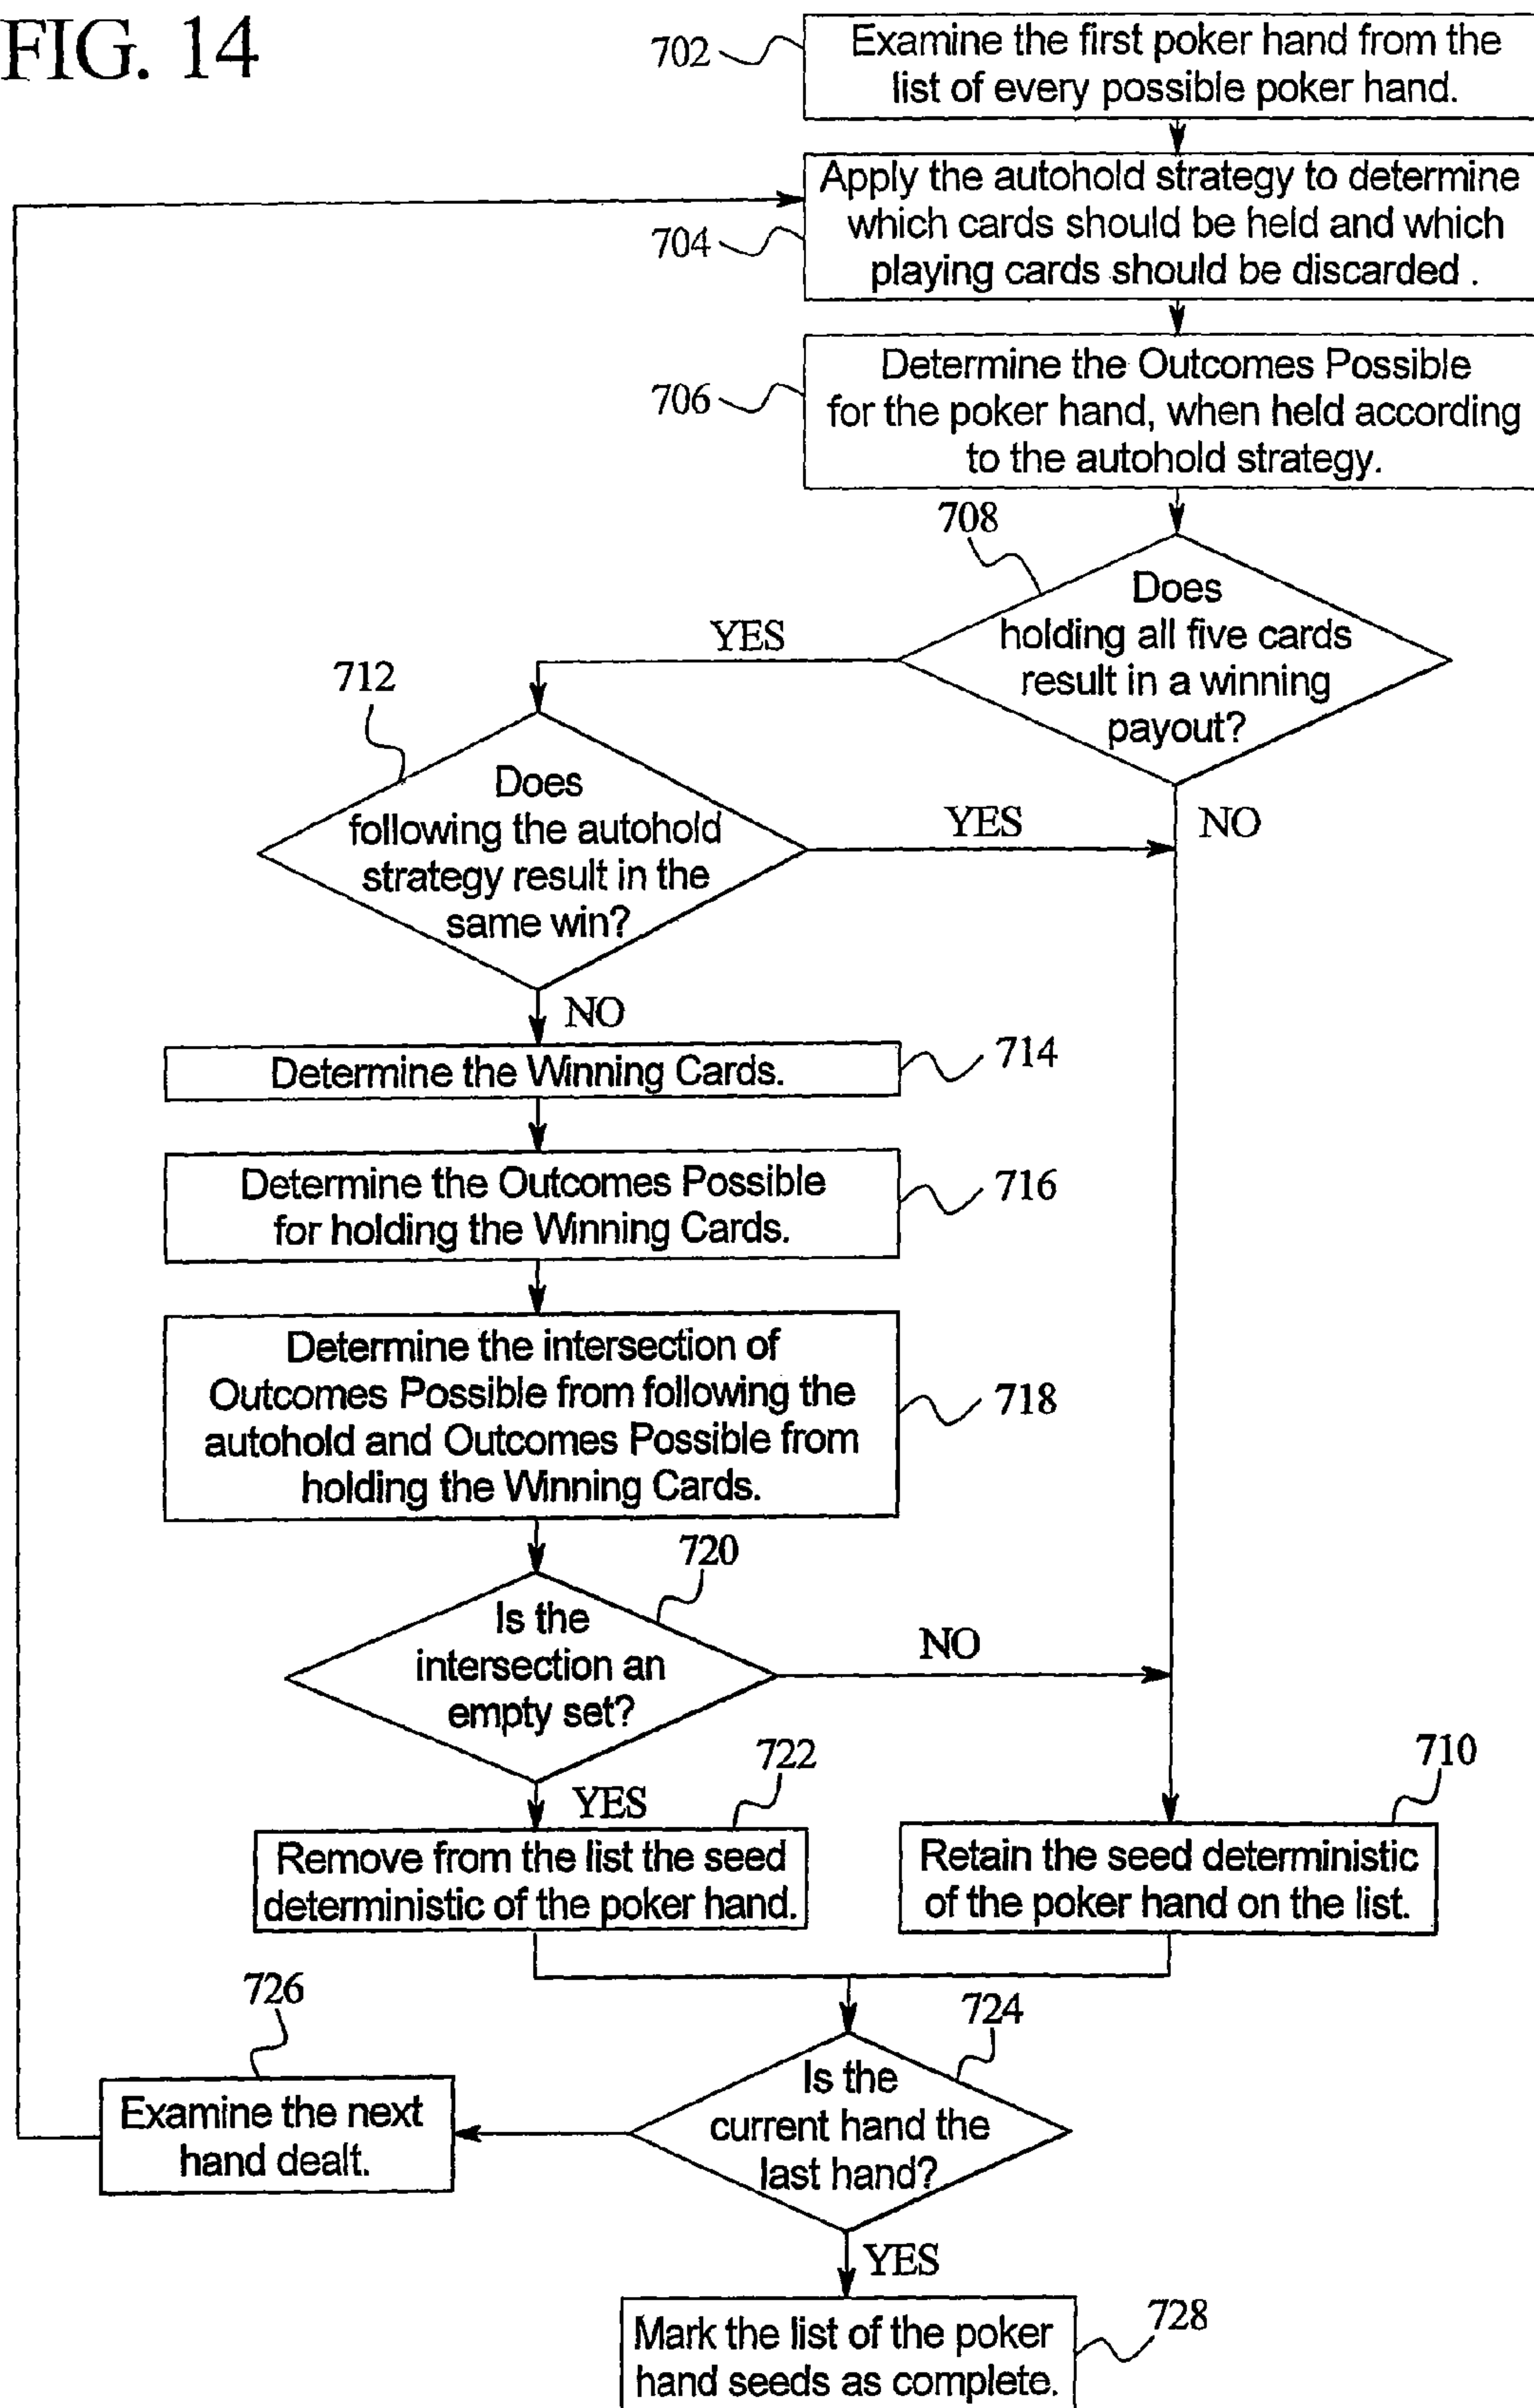 FIG. 14
702
Examine the first poker hand from the
list of every possible poker hand.
704
Apply the autohold strategy to determine
which cards should be held and which
playing cards should be discarded .
706
Determine the Outcomes Possible
for the poker hand, when held according
to the autohold strategy.
708
Does
holding all five cards
result in a winning
payout?
YES
NO
712
Does
following the autohold
strategy result in the
same win?
YES
NO
Determine the Winning Cards.
714
Determine the Outcomes Possible
for holding the Winning Cards.
716
Determine the intersection of
Outcomes Possible from following the
autohold and Outcomes Possible from
holding the Winning Cards.
718
720
Is the
intersection an
empty set?
NO
YES
722
Remove from the list the seed
deterministic of the poker hand.
710
Retain the seed deterministic
of the poker hand on the list.
724
Is the
current hand the
last hand?
726
Examine the next
hand dealt.
YES
Mark the list of the poker
hand seeds as complete.
728